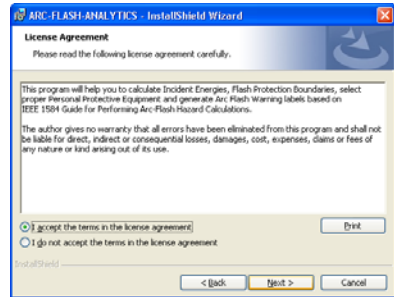 ARC-FLASH-ANALYTICS - InstallShield Wizard
License Agreement
Please read the following license agreement carefully.
This program will help you to calculate Incident Energies, Flash Protection Boundaries, select
proper Personal Protective Equipment and generate Arc Flash Warning labels based on
IEEE 1584 Guide for Performing Arc-Flash Hazard Calculations.
The author gives no warranty that all errors have been eliminated from this program and shall not
be liable for direct, indirect or consequential losses, damages, cost, expenses, claims or fees of
any nature or kind arising out of its use.
I accept the terms in the license agreement
Print
I do not accept the terms in the license agreement
InstallShield
< Back Next > Cancel